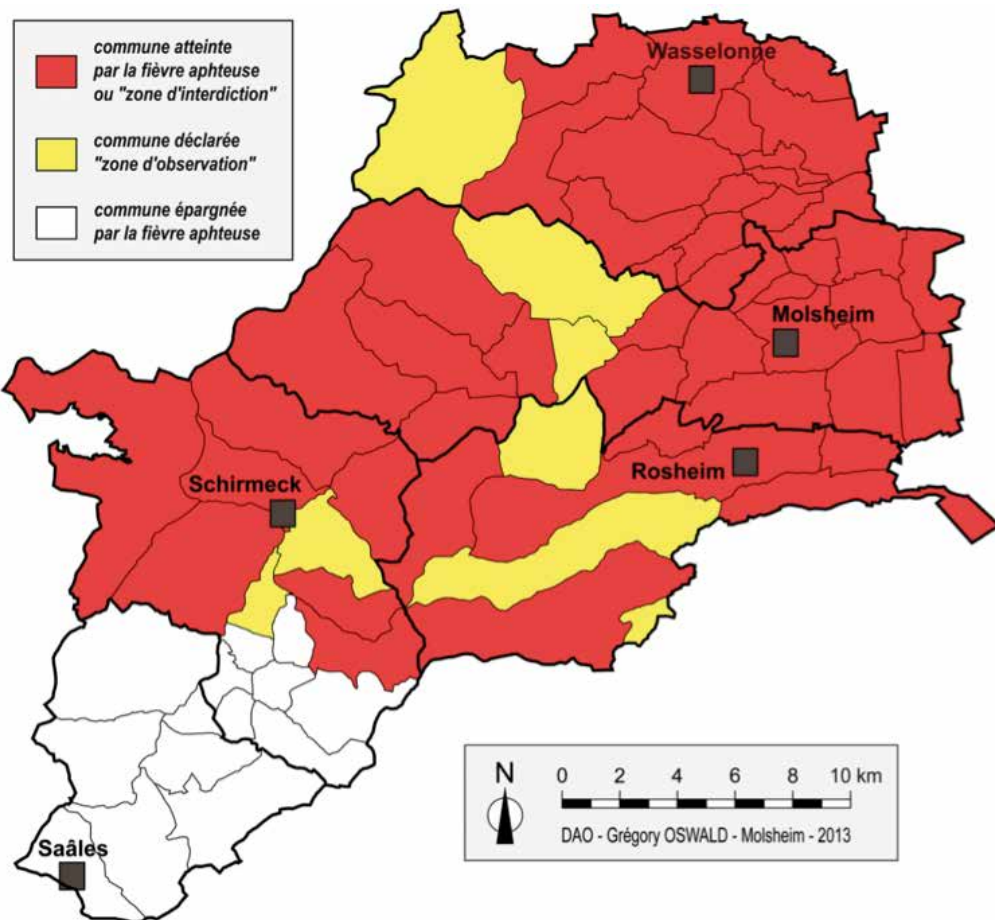 commune atteinte
par la fièvre aphteuse
ou "zone d'interdiction"
commune déclarée
"zone d'observation"
commune épargnée
par la fièvre aphteuse
Wasselonne
Molsheim
Rosheim
Schirmeck
Saâles
N
0 2 4 6 8 10 km
DAO - Grégory OSWALD - Molsheim - 2013